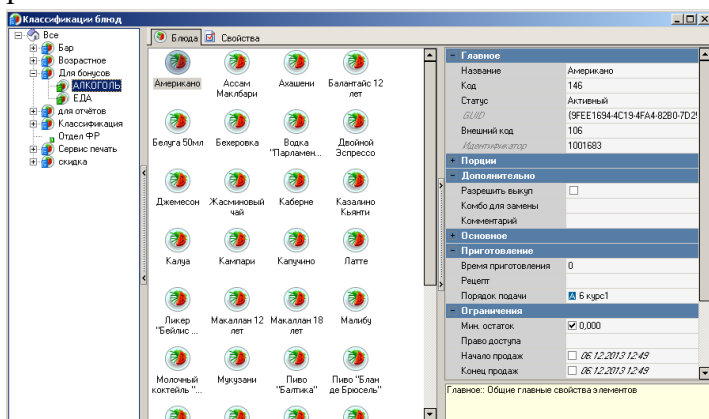 Классификации блюд
Все
Бар
Возрастное
Для бонусов
АЛКОГОЛЬ
ЕДА
для отчётов
Классификация
Отдел ФР
Сервис печать
скидка
Блюда Свойства
Американо Ассам Маклбари Ахашени Балантайс 12 лет
Белуга 50мл Бехеровка Водка "Парламен... Двойной Эспрессо
Джемесон Жасминовый чай Каберне Казалино Кьянти
Калуа Кампари Капучино Латте
Ликер "Бейлис ... Макаллан 12 лет Макаллан 18 лет Малибу
Молочный коктейль "... Мукузани Пиво "Балтика" Пиво "Блан де Брюсель"
Главное
Название Американо
Код 146
Статус Активный
GUID {9FEE1694-4C19-4FA4-82B0-7D2
Внешний код 106
Идентификатор 1001683
Порции
Дополнительно
Разрешить выкуп
Комбо для замены
Комментарий
Основное
Приготовление
Время приготовления 0
Рецепт
Порядок подачи 6 курс1
Ограничения
Мин. остаток 0,000
Право доступа
Начало продаж 06.12.2013 12:49
Конец продаж 06.12.2013 12:49
Главное:: Общие главные свойства элементов